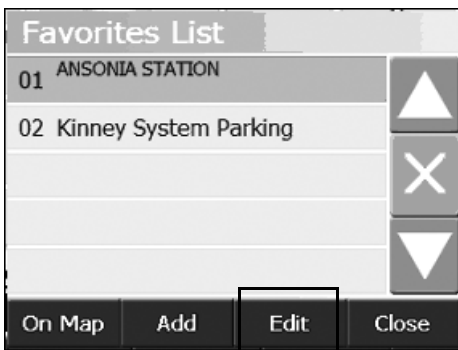 Favorites List
01 ANSONIA STATION
02 Kinney System Parking
On Map Add Edit Close